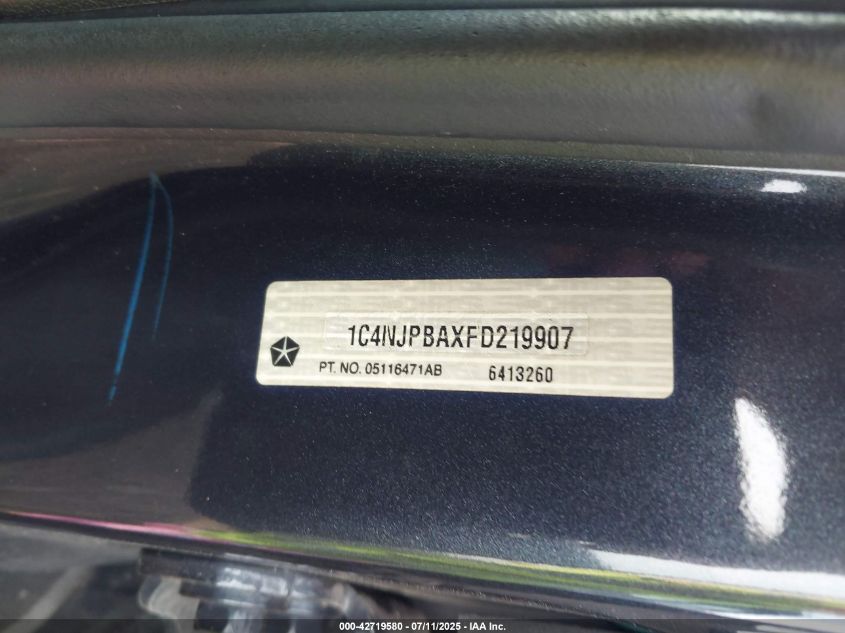 1C4NJPBAXFD219907
PT. NO. 05116471AB 6413260
000-42719580 - 07/11/2025 - IAA Inc.